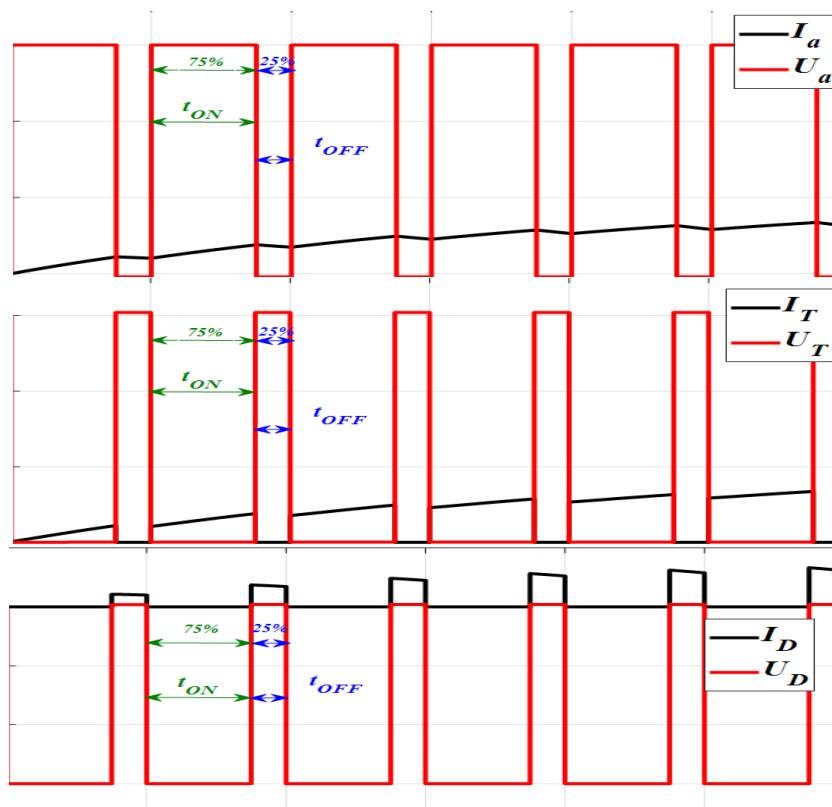 I_a
U_a
75% 25%
t_ON
t_OFF
I_T
U_T
75% 25%
t_ON
t_OFF
I_D
U_D
75% 25%
t_ON t_OFF